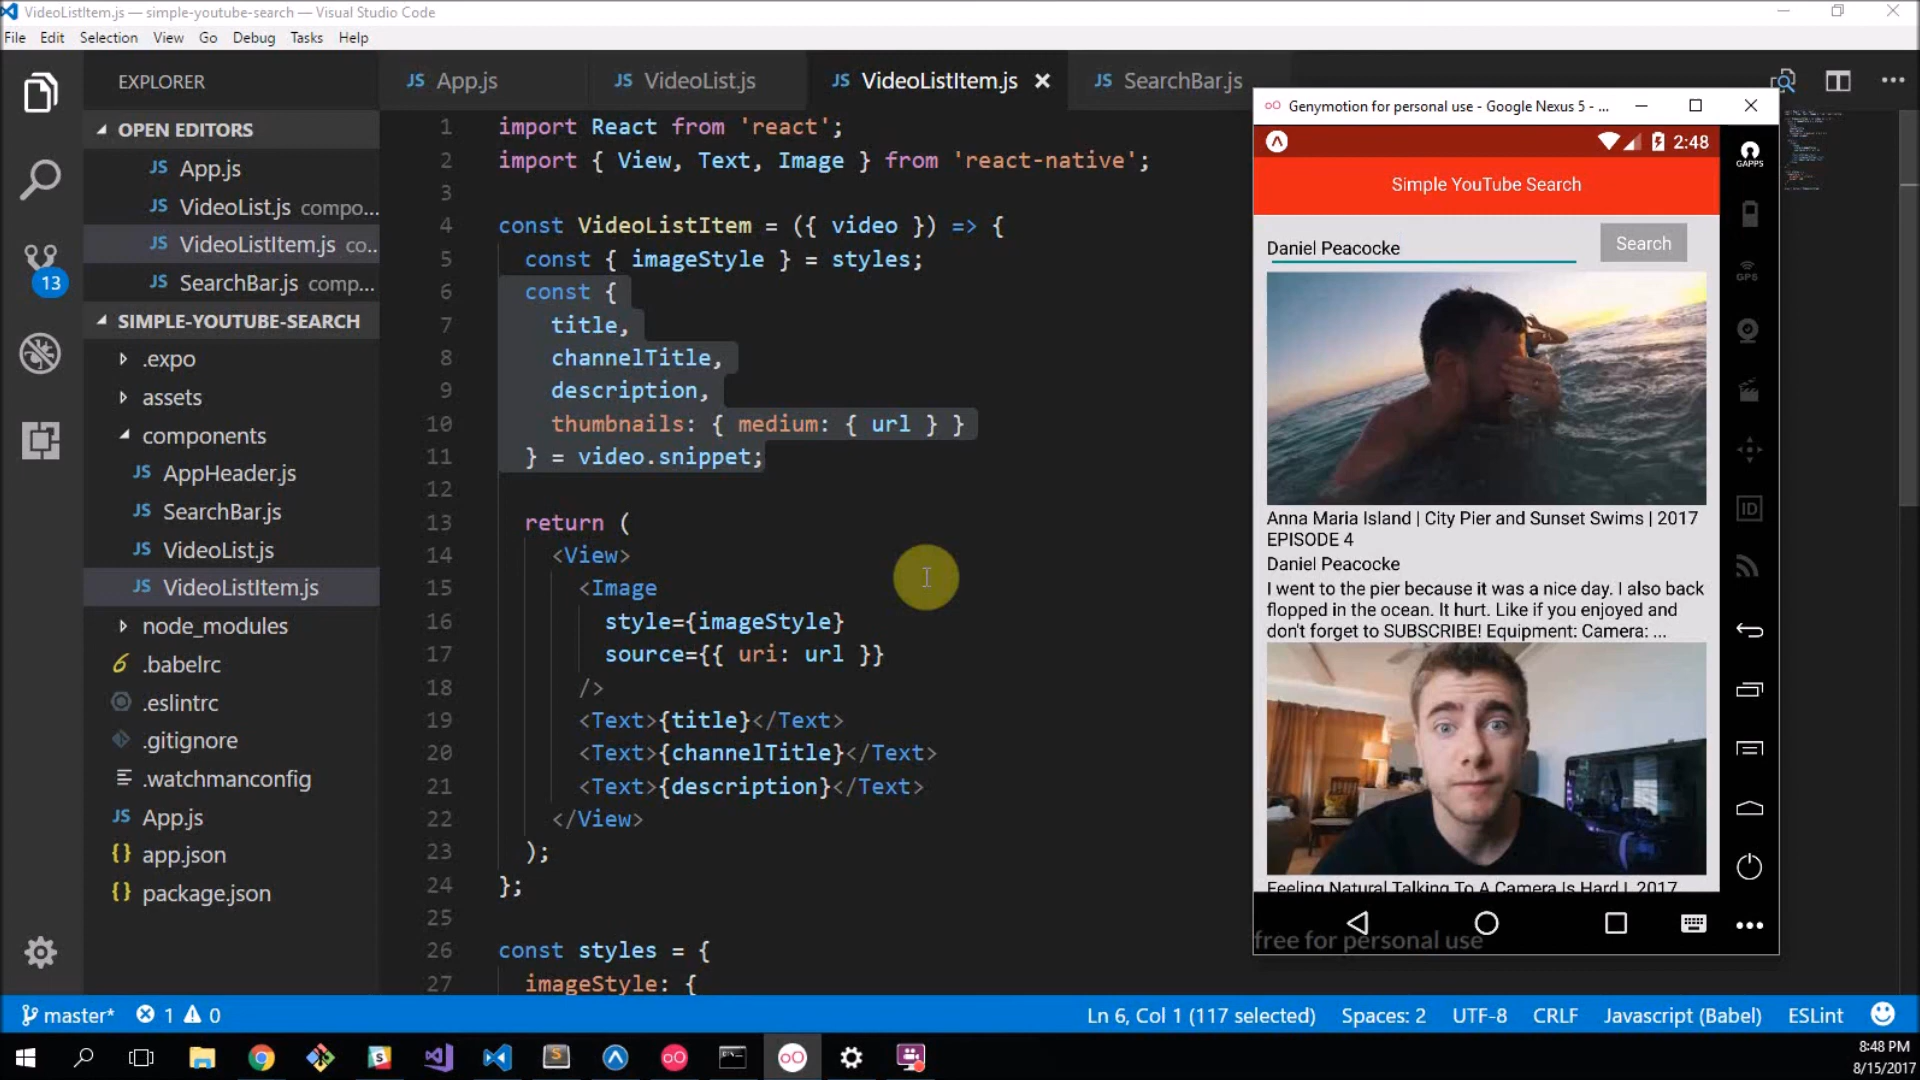 VideoListItem.js — simple-youtube-search — Visual Studio Code
File Edit Selection View Go Debug Tasks Help
EXPLORER
OPEN EDITORS
JS App.js
JS VideoList.js compo...
JS VideoListItem.js co...
JS SearchBar.js comp...
SIMPLE-YOUTUBE-SEARCH
.expo
assets
components
JS AppHeader.js
JS SearchBar.js
JS VideoList.js
JS VideoListItem.js
node_modules
.babelrc
.eslintrc
.gitignore
.watchmanconfig
JS App.js
{} app.json
{} package.json
13
JS App.js JS VideoList.js JS VideoListItem.js JS SearchBar.js
1 import React from 'react';
2 import { View, Text, Image } from 'react-native';
3
4 const VideoListItem = ({ video }) => {
5 const { imageStyle } = styles;
6 const {
7 title,
8 channelTitle,
9 description,
10 thumbnails: { medium: { url } }
11 } = video.snippet;
12
13 return (
14 <View>
15 <Image
16 style={imageStyle}
17 source={{ uri: url }}
18 />
19 <Text>{title}</Text>
20 <Text>{channelTitle}</Text>
21 <Text>{description}</Text>
22 </View>
23 );
24 };
25
26 const styles = {
27 imageStyle: {
Genymotion for personal use - Google Nexus 5 - ...
2:48
Simple YouTube Search
Daniel Peacocke
Search
Anna Maria Island | City Pier and Sunset Swims | 2017
EPISODE 4
Daniel Peacocke
I went to the pier because it was a nice day. I also back
flopped in the ocean. It hurt. Like if you enjoyed and
don't forget to SUBSCRIBE! Equipment: Camera: ...
Feeling Natural Talking To A Camera Is Hard | 2017
free for personal use
GAPPS
GPS
ID
master* 1 0
Ln 6, Col 1 (117 selected) Spaces: 2 UTF-8 CRLF Javascript (Babel) ESLint
8:48 PM
8/15/2017